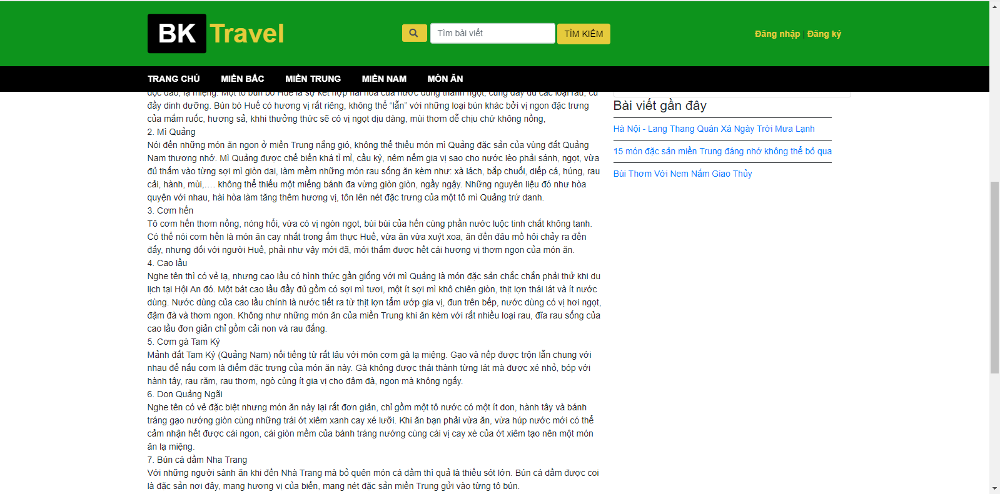 BK Travel
Tìm bài viết
TÌM KIẾM
Đăng nhập | Đăng ký
TRANG CHỦ MIỀN BẮC MIỀN TRUNG MIỀN NAM MÓN ĂN
độc đáo, lạ miệng. Một tô bún bò Huế là sự kết hợp hài hòa của nước dùng thanh ngọt, cùng đầy đủ các loại rau, củ
đầy dinh dưỡng. Bún bò Huế có hương vị rất riêng, không thể “lẫn” với những loại bún khác bởi vị ngon đặc trưng
của mắm ruốc, hương sả, khhi thưởng thức sẽ có vị ngọt dịu dàng, mùi thơm dễ chịu chứ không nồng,
2. Mì Quảng
Nói đến những món ăn ngon ở miền Trung nắng gió, không thể thiếu món mì Quảng đặc sản của vùng đất Quảng
Nam thương nhớ. Mì Quảng được chế biến khá tỉ mỉ, cầu kỳ, nêm nếm gia vị sao cho nước lèo phải sánh, ngọt, vừa
đủ thấm vào từng sợi mì giòn dai, làm mềm những món rau sống ăn kèm như: xà lách, bắp chuối, diếp cá, húng, rau
cải, hành, mùi,.... không thể thiếu một miếng bánh đa vừng giòn giòn, ngầy ngậy. Những nguyên liệu đó như hòa
quyện với nhau, hài hòa làm tăng thêm hương vị, tôn lên nét đặc trưng của một tô mì Quảng trứ danh.
3. Cơm hến
Tô cơm hến thơm nồng, nóng hổi, vừa có vị ngòn ngọt, bùi bùi của hến cùng phần nước luộc tinh chất không tanh.
Có thể nói cơm hến là món ăn cay nhất trong ẩm thực Huế, vừa ăn vừa xuýt xoa, ăn đến đâu mồ hôi chảy ra đến
đấy, nhưng đối với người Huế, phải như vậy mới đã, mới thấm được hết cái hương vị thơm ngon của món ăn.
4. Cao lầu
Nghe tên thì có vẻ lạ, nhưng cao lầu có hình thức gần giống với mì Quảng là món đặc sản chắc chắn phải thử khi du
lịch tại Hội An đó. Một bát cao lầu đầy đủ gồm có sợi mì tươi, một ít sợi mì khô chiên giòn, thịt lợn thái lát và ít nước
dùng. Nước dùng của cao lầu chính là nước tiết ra từ thịt lợn tẩm ướp gia vị, đun trên bếp, nước dùng có vị hơi ngọt,
đậm đà và thơm ngon. Không như những món ăn của miền Trung khi ăn kèm với rất nhiều loại rau, đĩa rau sống của
cao lầu đơn giản chỉ gồm cải non và rau đắng.
5. Cơm gà Tam Kỳ
Mảnh đất Tam Kỳ (Quảng Nam) nổi tiếng từ rất lâu với món cơm gà lạ miệng. Gạo và nếp được trộn lẫn chung với
nhau để nấu cơm là điểm đặc trưng của món ăn này. Gà không được thái thành từng lát mà được xé nhỏ, bóp với
hành tây, rau răm, rau thơm, ngò cùng ít gia vị cho đậm đà, ngon mà không ngấy.
6. Don Quảng Ngãi
Nghe tên có vẻ đặc biệt nhưng món ăn này lại rất đơn giản, chỉ gồm một tô nước có một ít don, hành tây và bánh
tráng gạo nướng giòn cùng những trái ớt xiêm xanh cay xé lưỡi. Khi ăn bạn phải vừa ăn, vừa húp nước mới có thể
cảm nhận hết được cái ngon, cái giòn mềm của bánh tráng nướng cùng cái vị cay xè của ớt xiêm tạo nên một món
ăn lạ miệng.
7. Bún cá dầm Nha Trang
Với những người sành ăn khi đến Nhà Trang mà bỏ quên món cá dầm thì quả là thiếu sót lớn. Bún cá dầm được coi
là đặc sản nơi đây, mang hương vị của biển, mang nét đặc sản miền Trung gửi vào từng tô bún.
Bài viết gần đây
Hà Nội - Lang Thang Quán Xá Ngày Trời Mưa Lạnh
15 món đặc sản miền Trung đáng nhớ không thể bỏ qua
Bùi Thơm Với Nem Nắm Giao Thủy